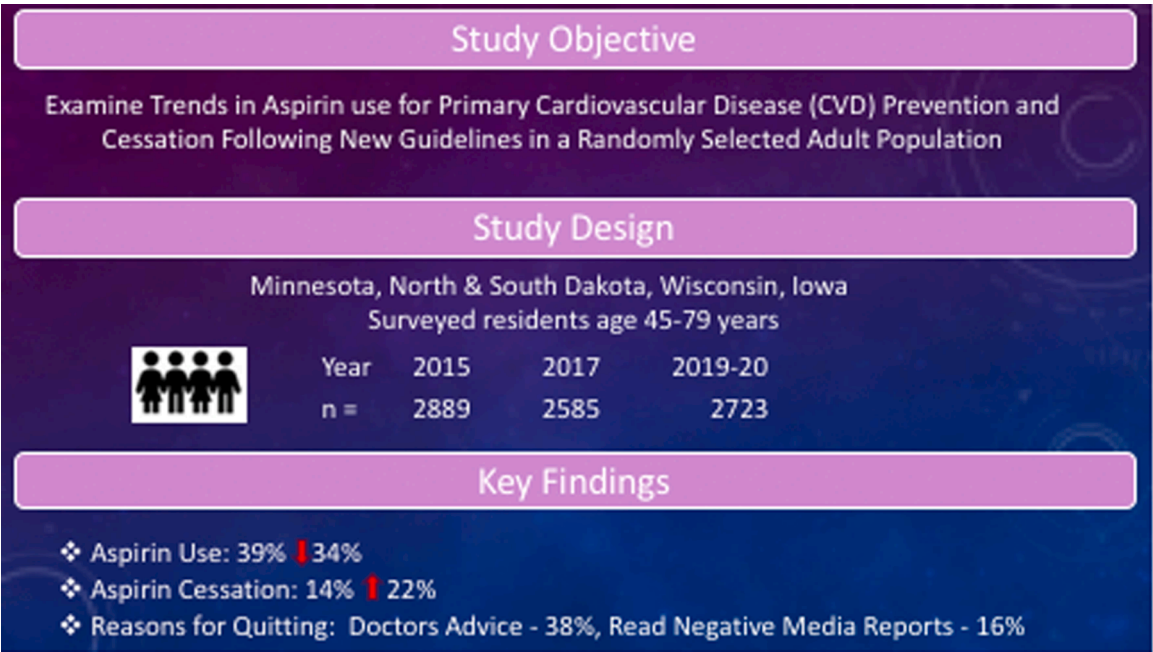 Study Objective
Examine Trends in Aspirin use for Primary Cardiovascular Disease (CVD) Prevention and
Cessation Following New Guidelines in a Randomly Selected Adult Population
Study Design
Minnesota, North & South Dakota, Wisconsin, Iowa
Surveyed residents age 45-79 years
Year 2015 2017 2019-20
n = 2889 2585 2723
Key Findings
❖ Aspirin Use: 39% ⬇34%
❖ Aspirin Cessation: 14% ⬆ 22%
❖ Reasons for Quitting: Doctors Advice - 38%, Read Negative Media Reports - 16%